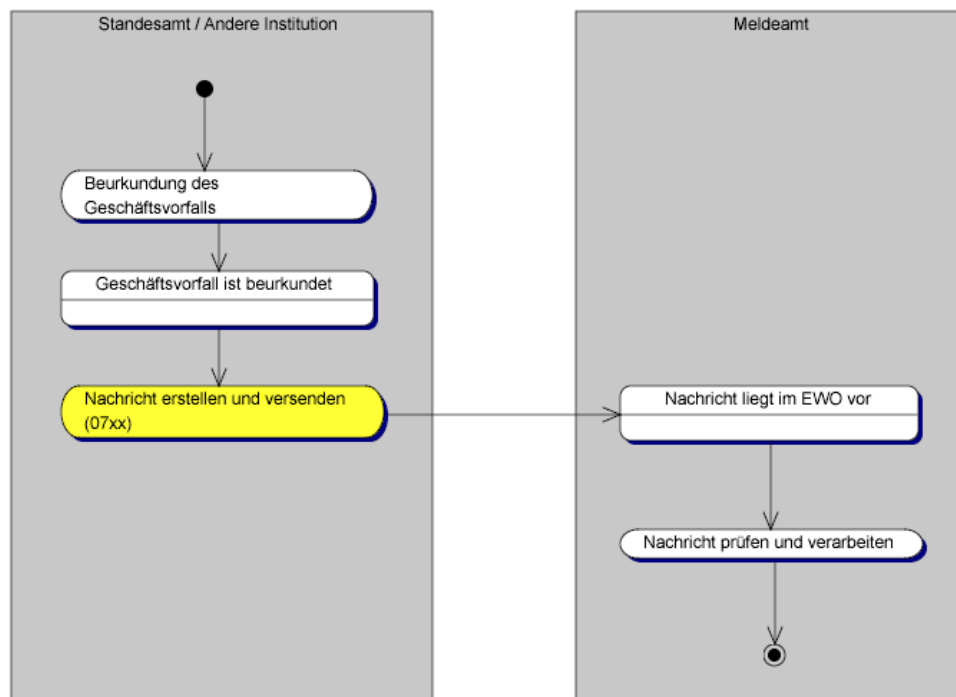 Standesamt / Andere Institution
Meldeamt
Beurkundung des
Geschäftsvorfalls
Geschäftsvorfall ist beurkundet
Nachricht erstellen und versenden
(07xx)
Nachricht liegt im EWO vor
Nachricht prüfen und verarbeiten